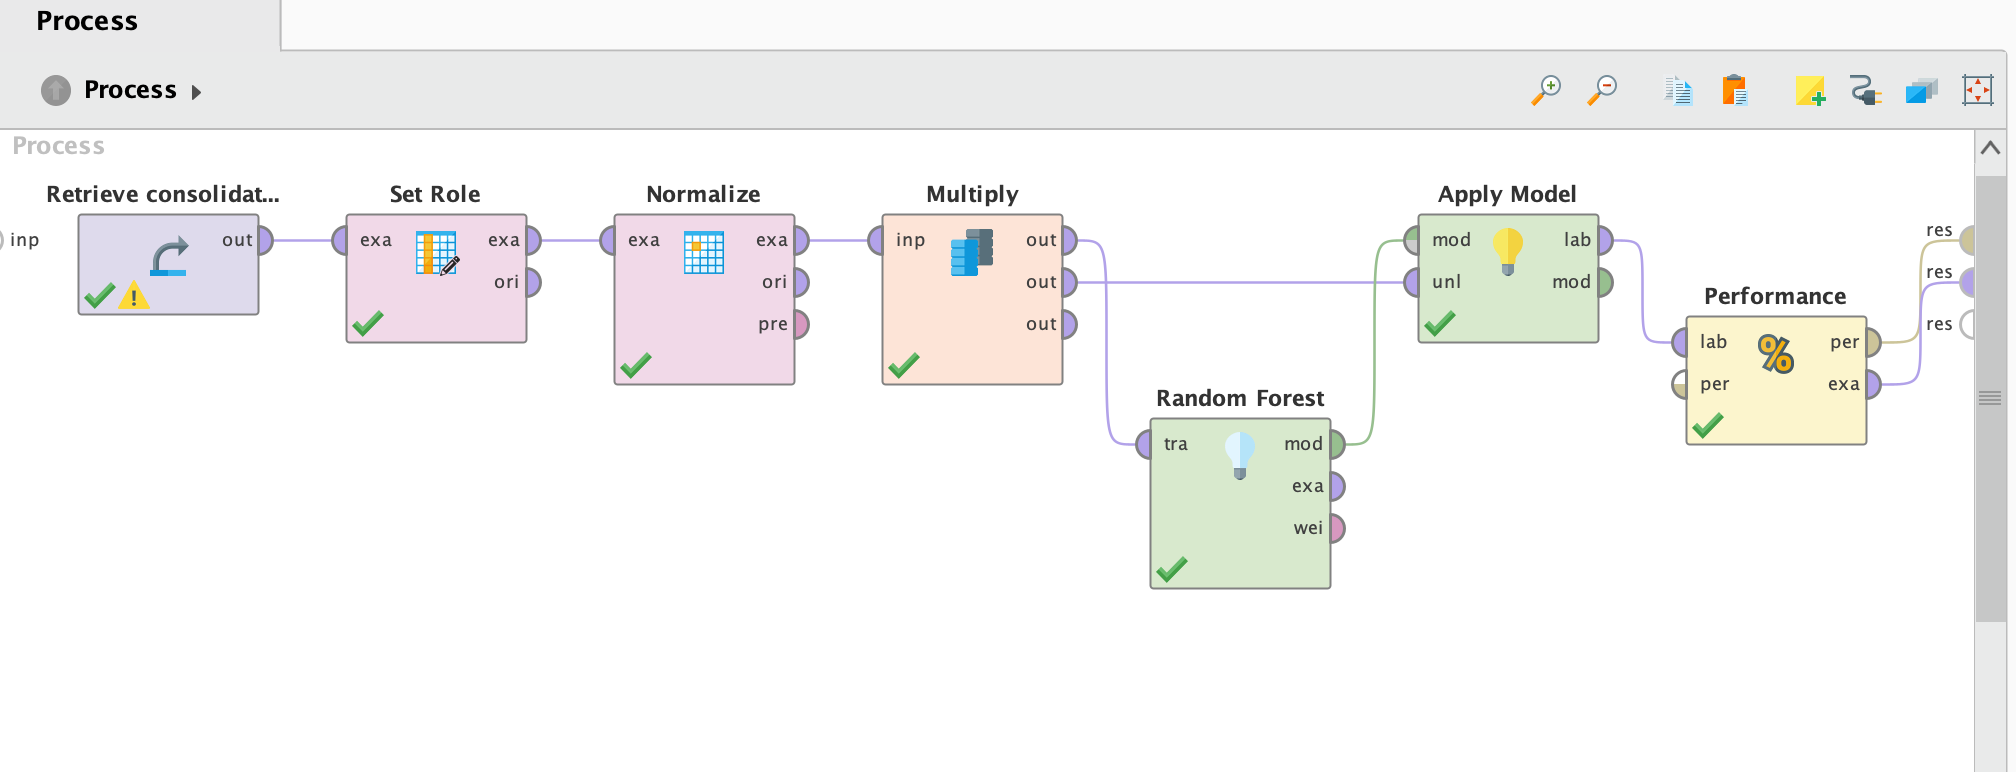 Process
Process
Process
Retrieve consolidat...
Set Role
Normalize
Multiply
Apply Model
inp
out
exa
exa
ori
exa
exa
ori
pre
inp
out
out
out
mod
lab
unl
mod
res
res
res
Performance
lab
per
per
exa
%
Random Forest
tra
mod
exa
wei